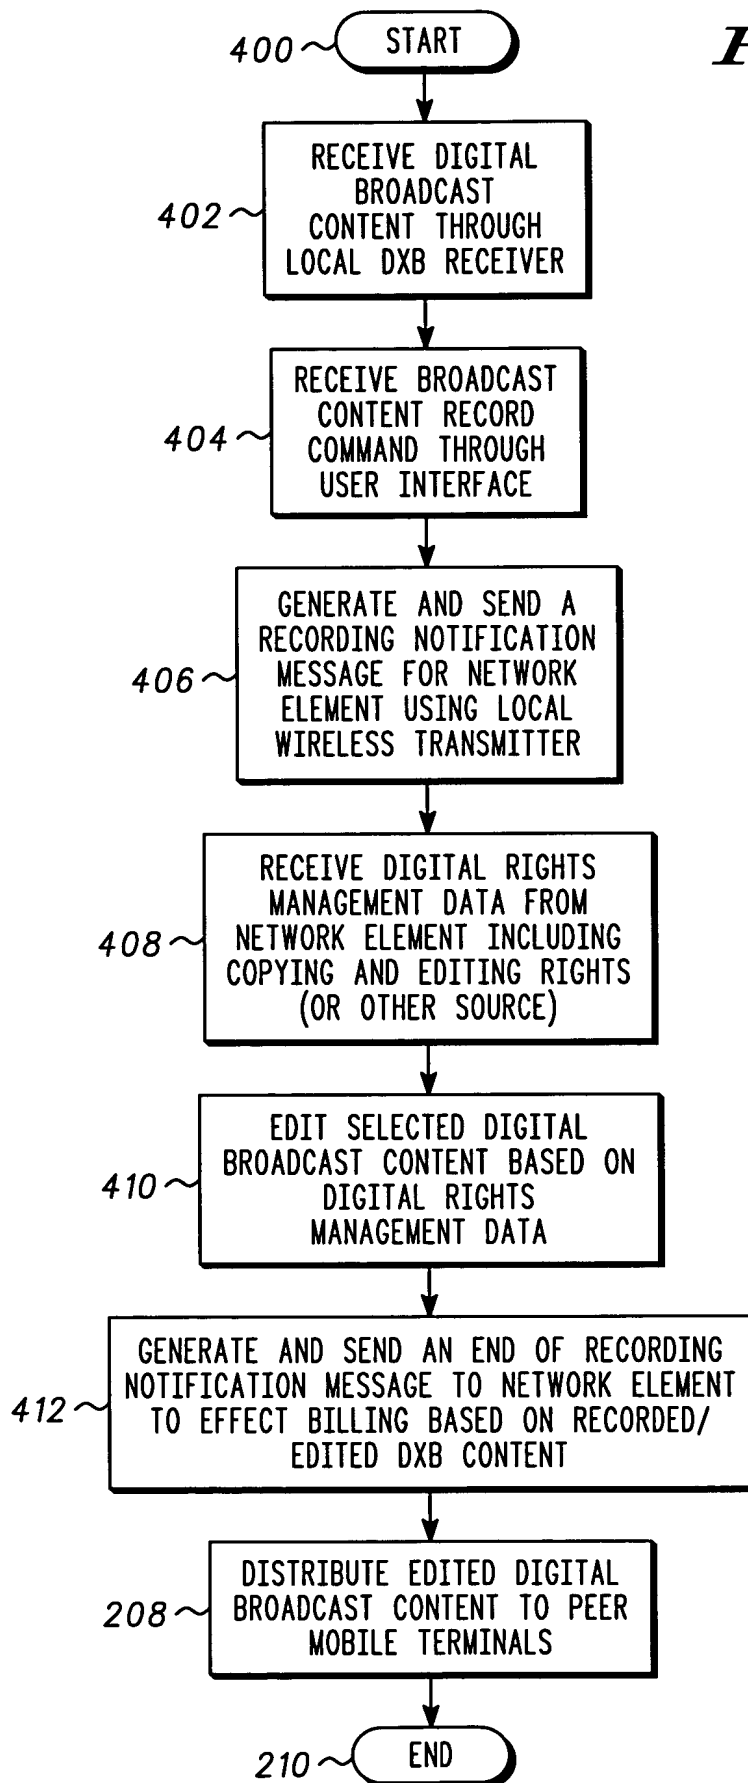 400
START
402
RECEIVE DIGITAL
BROADCAST
CONTENT THROUGH
LOCAL DXB RECEIVER
404
RECEIVE BROADCAST
CONTENT RECORD
COMMAND THROUGH
USER INTERFACE
406
GENERATE AND SEND A
RECORDING NOTIFICATION
MESSAGE FOR NETWORK
ELEMENT USING LOCAL
WIRELESS TRANSMITTER
408
RECEIVE DIGITAL RIGHTS
MANAGEMENT DATA FROM
NETWORK ELEMENT INCLUDING
COPYING AND EDITING RIGHTS
(OR OTHER SOURCE)
410
EDIT SELECTED DIGITAL
BROADCAST CONTENT BASED ON
DIGITAL RIGHTS
MANAGEMENT DATA
412
GENERATE AND SEND AN END OF RECORDING
NOTIFICATION MESSAGE TO NETWORK ELEMENT
TO EFFECT BILLING BASED ON RECORDED/
EDITED DXB CONTENT
208
DISTRIBUTE EDITED DIGITAL
BROADCAST CONTENT TO PEER
MOBILE TERMINALS
210
END